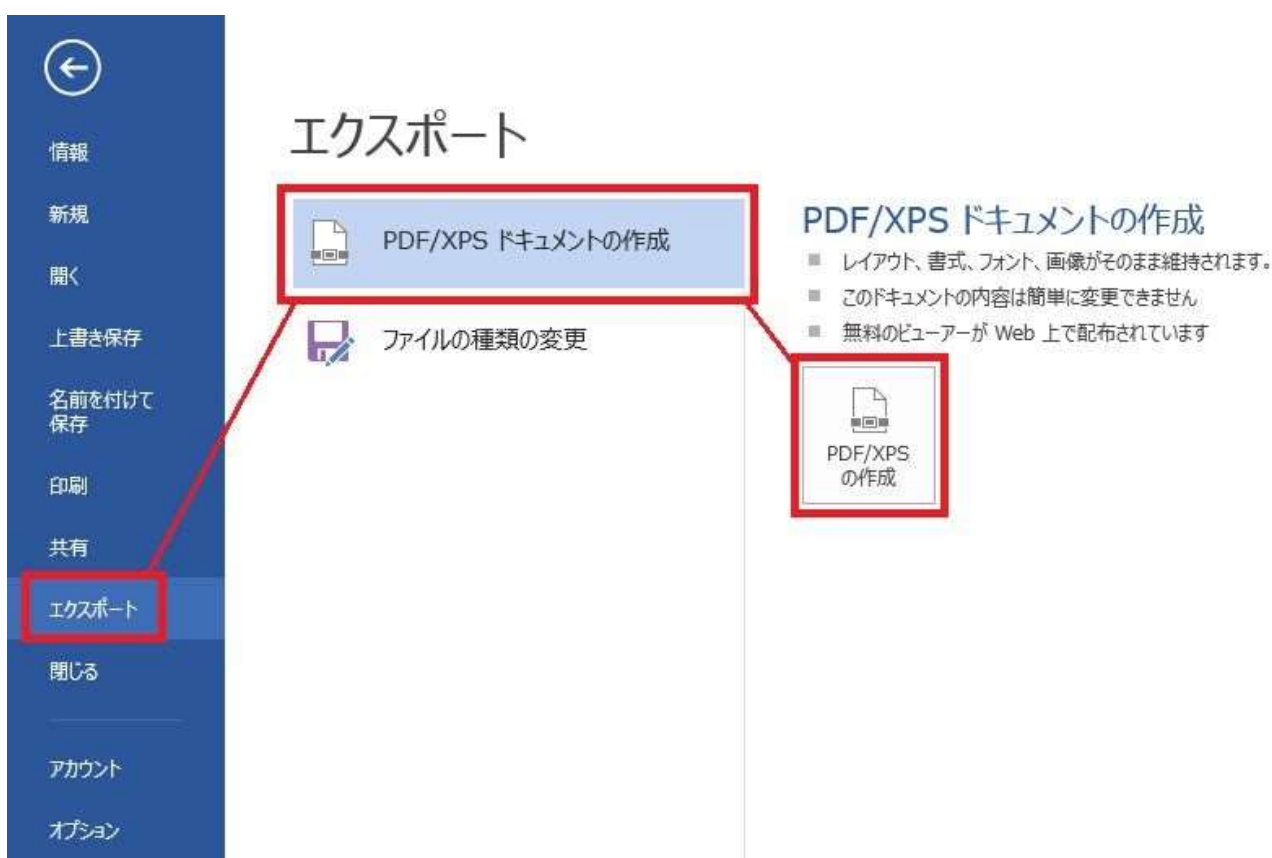 情報
新規
開く
上書き保存
名前を付けて
保存
印刷
共有
エクスポート
閉じる
アカウント
オプション
エクスポート
PDF/XPS ドキュメントの作成
ファイルの種類の変更
PDF/XPS ドキュメントの作成
レイアウト、書式、フォント、画像がそのまま維持されます。
このドキュメントの内容は簡単に変更できません
無料のビューアーが Web 上で配布されています
PDF/XPS
の作成